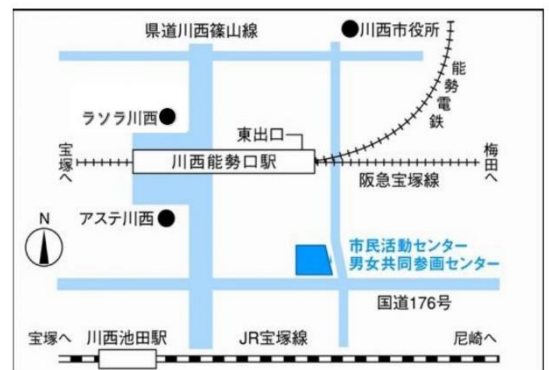 県道川西篠山線
川西市役所
能勢電鉄
ラソラ川西
東出口
宝塚へ
川西能勢口駅
梅田へ
阪急宝塚線
アステ川西
N
市民活動センター
男女共同参画センター
国道176号
宝塚へ
川西池田駅
JR宝塚線
尼崎へ